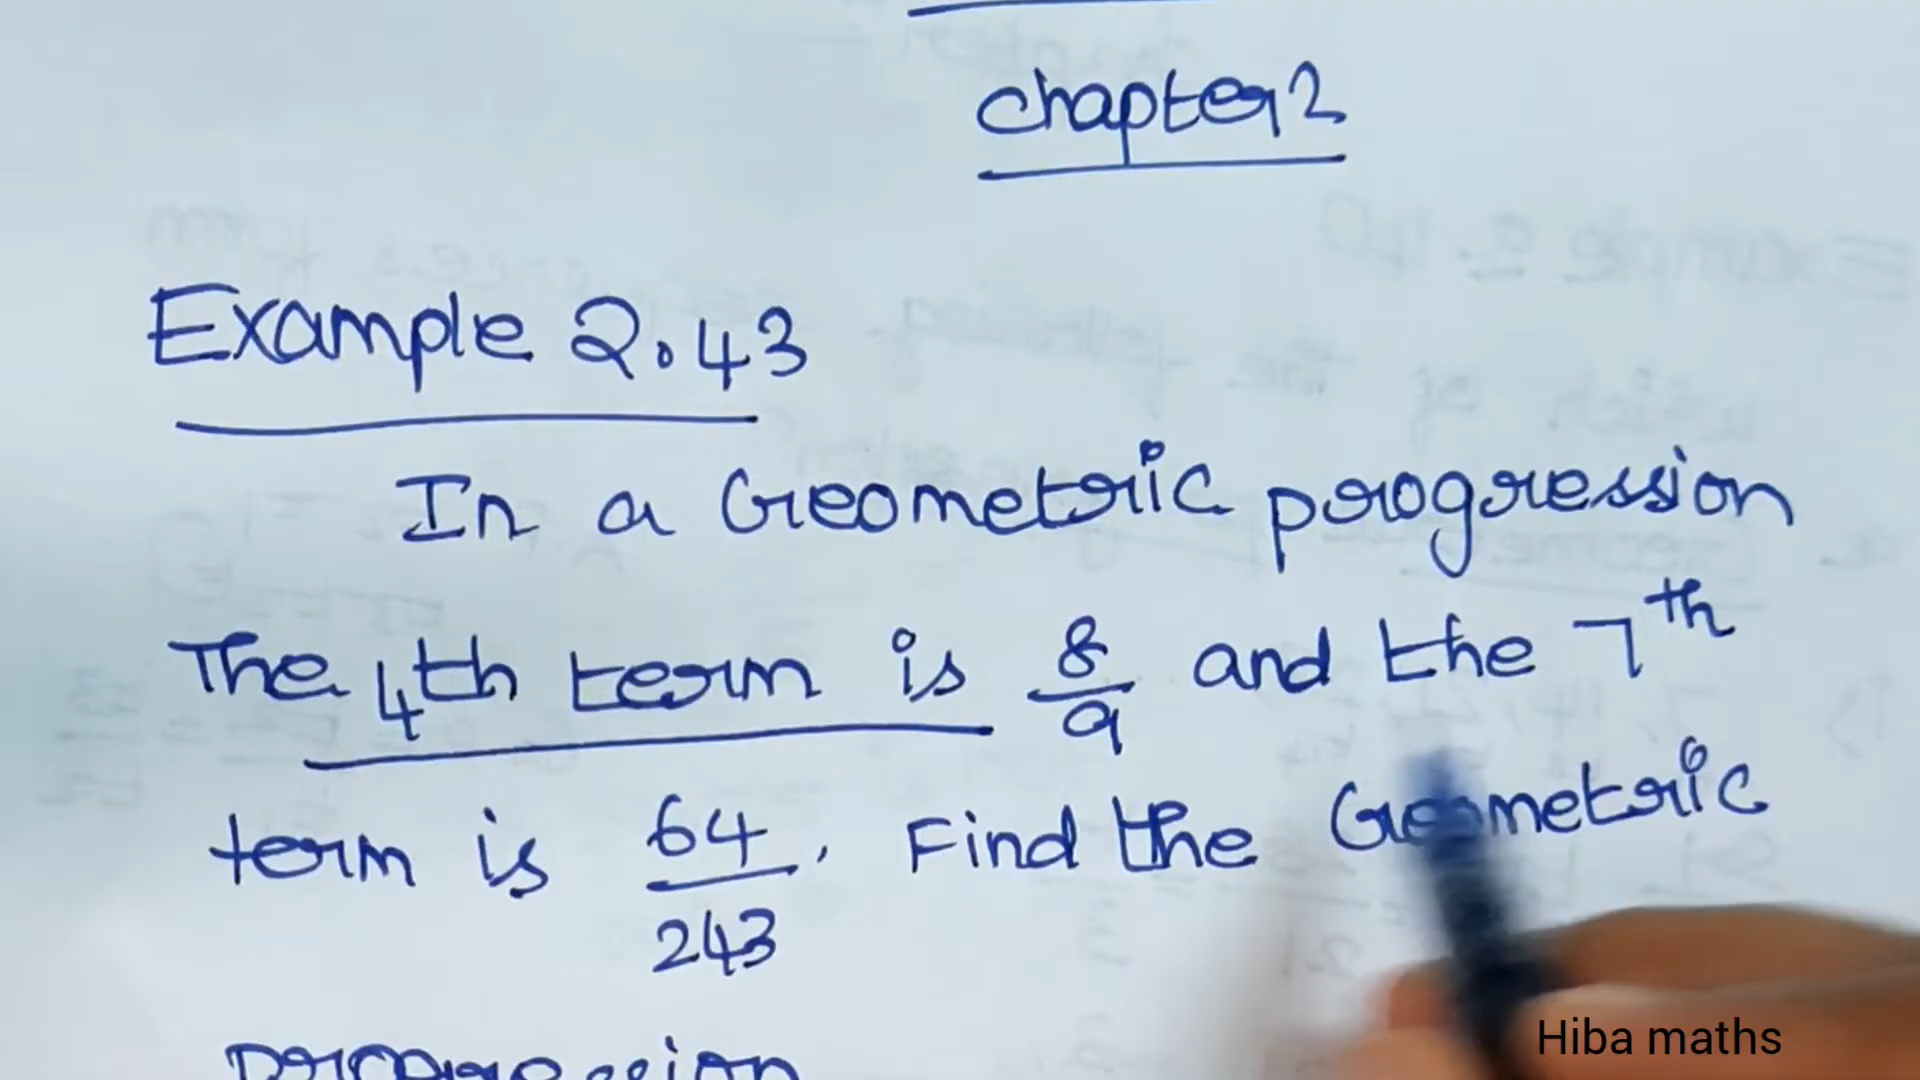 chapter 2
Example 2.43
In a Geometric progression
The 4th term is 8/9 and the 7th
term is 64/243, Find the Geometric
progression
Hiba maths